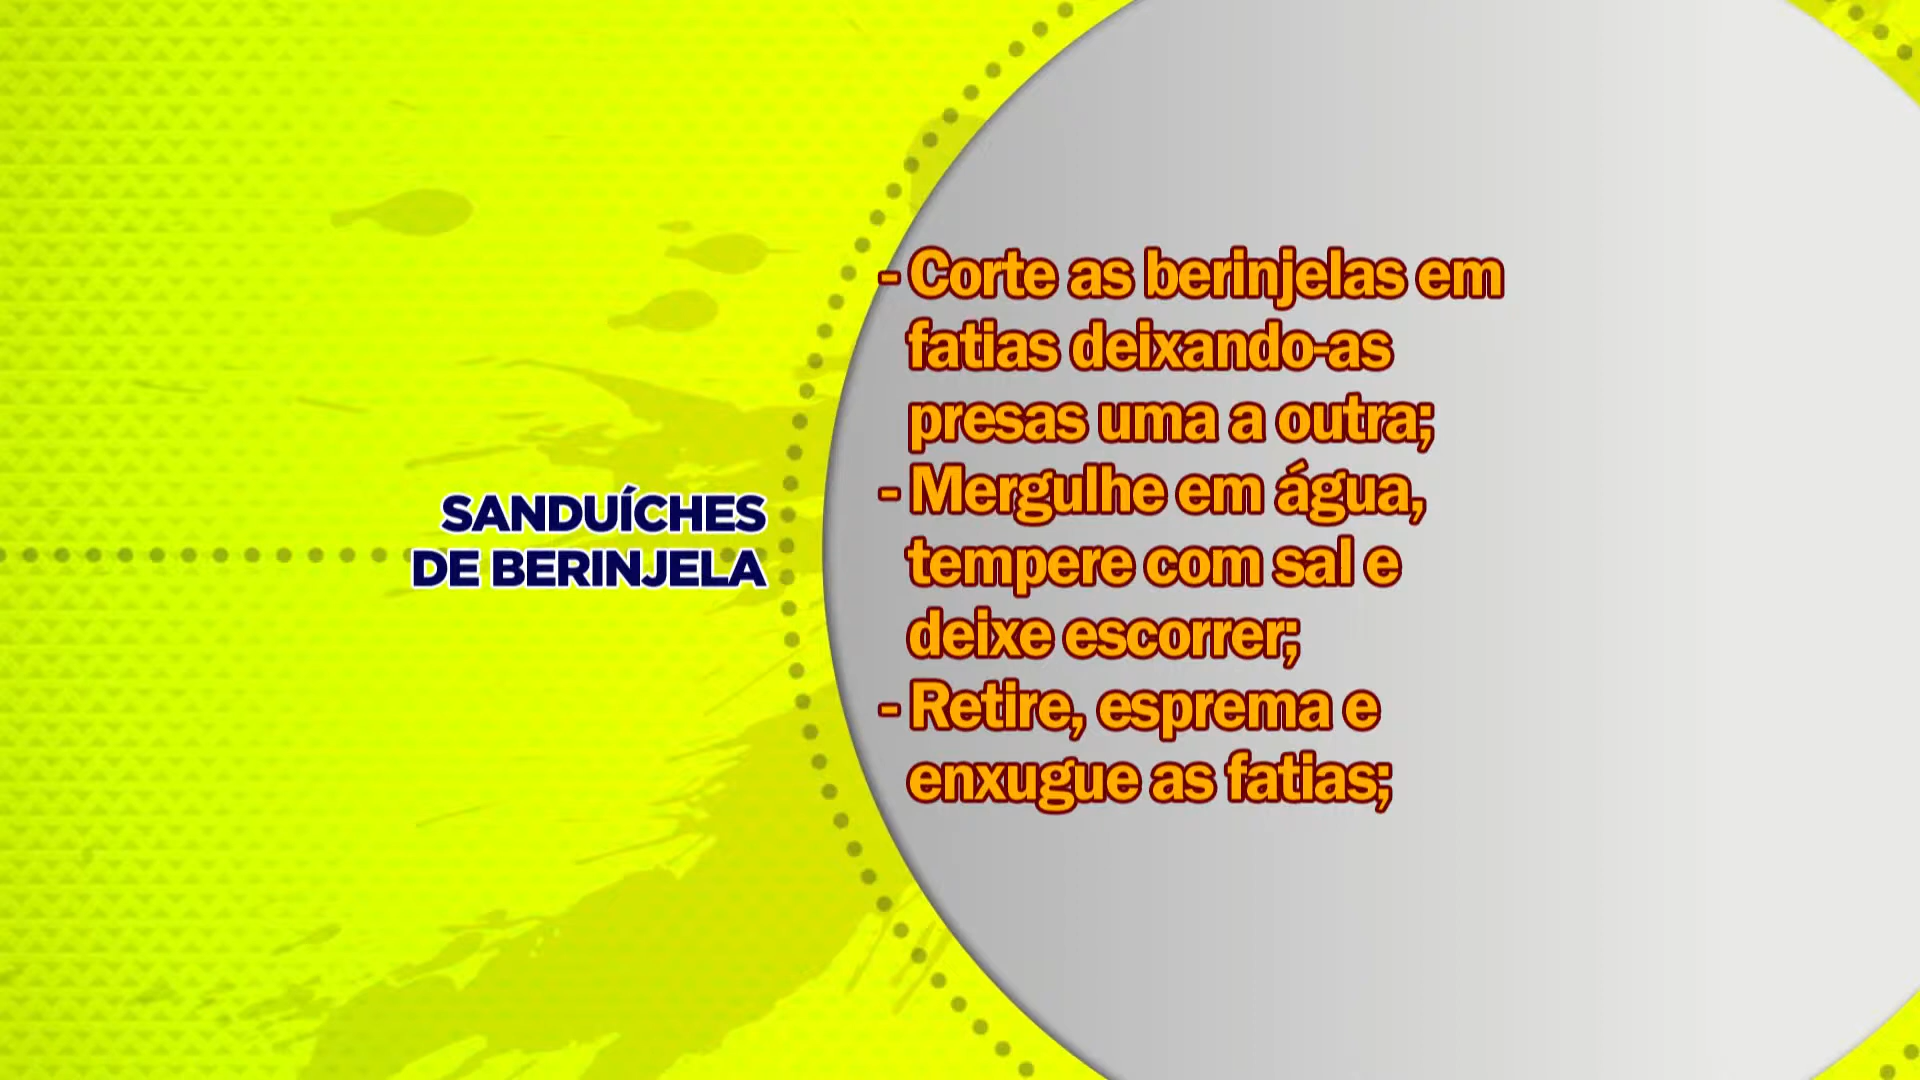 SANDUÍCHES
DE BERINJELA
- Corte as berinjelas em
fatias deixando-as
presas uma a outra;
- Mergulhe em água,
tempere com sal e
deixe escorrer;
- Retire, esprema e
enxugue as fatias;